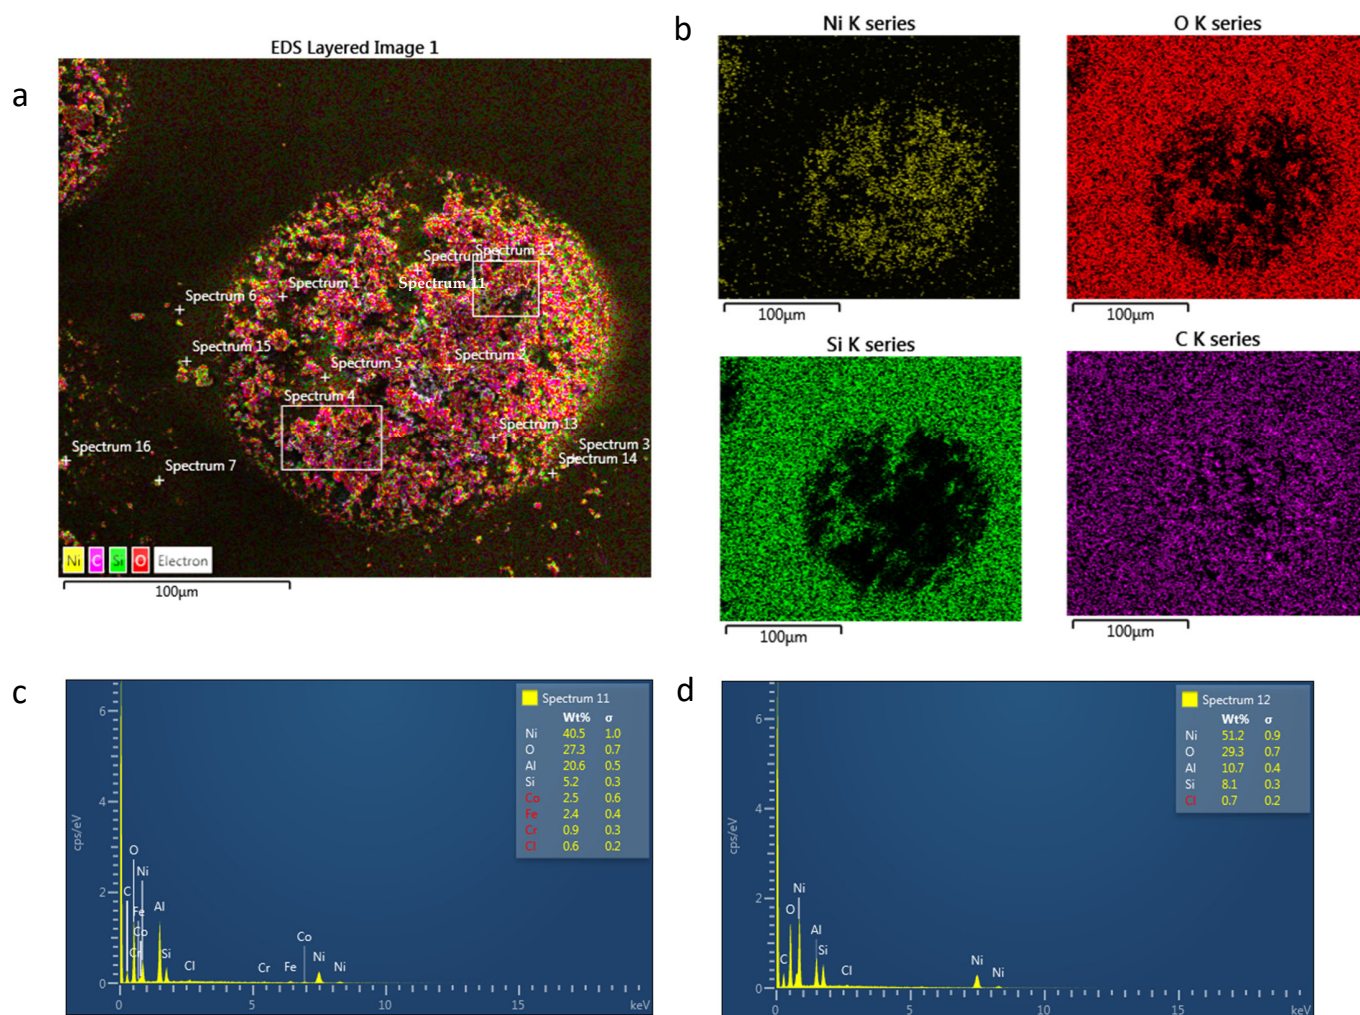 a
EDS Layered Image 1
Spectrum 12
Spectrum 11
Spectrum 11
Spectrum 1
Spectrum 6
Spectrum 15
Spectrum 5
Spectrum 2
Spectrum 4
Spectrum 13
Spectrum 3
Spectrum 14
Spectrum 16
Spectrum 7
Ni C Si O Electron
100µm
b
Ni K series
O K series
100µm
100µm
Si K series
C K series
100µm
100µm
c
Spectrum 11
Wt% σ
Ni 40.5 1.0
O 27.3 0.7
Al 20.6 0.5
Si 5.2 0.3
Co 2.5 0.6
Fe 2.4 0.4
Cr 0.9 0.3
Cl 0.6 0.2
cps/eV
6
4
2
0
O
Ni
C
Fe
Al
Co
Cr
Si
Cl
Cr
Fe
Co
Ni
Ni
0 5 10 15 keV
d
Spectrum 12
Wt% σ
Ni 51.2 0.9
O 29.3 0.7
Al 10.7 0.4
Si 8.1 0.3
Cl 0.7 0.2
cps/eV
6
4
2
0
Ni
O
Al
C
Si
Cl
Ni
Ni
0 5 10 15 keV